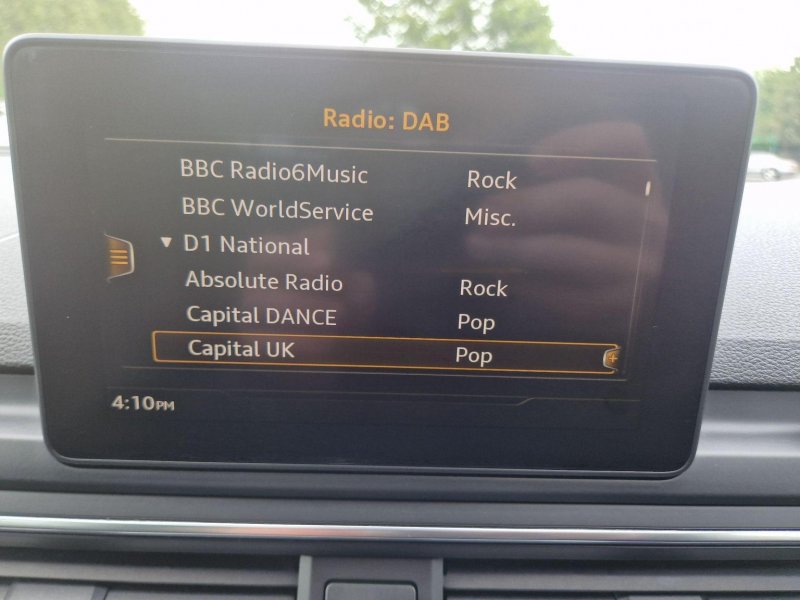 Radio: DAB
BBC Radio6Music Rock
BBC WorldService Misc.
▼ D1 National
Absolute Radio Rock
Capital DANCE Pop
Capital UK Pop
4:10PM